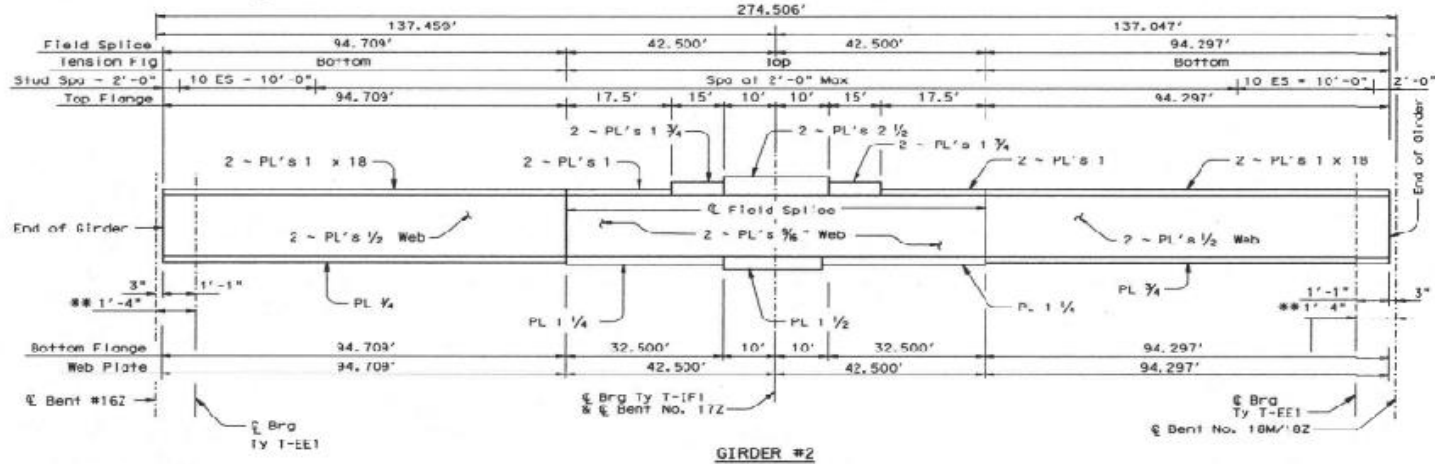 274.506'
137.459' 137.047'
Field Splice 94.709' 42.500' 42.500' 94.297'
Tension Flg Bottom Top Bottom
Stud Spa ~ 2'-0" 10 ES = 10'-0" Spa at 2'-0" Max 10 ES = 10'-0" 2'-0"
Top Flange 94.709' 17.5' 15' 10' 10' 15' 17.5' 94.297'
2 ~ PL's 1 ¾ 2 ~ PL's 2 ½
2 ~ PL's 1 ¾
2 ~ PL's 1 x 18 2 ~ PL's 1 2 ~ PL's 1 2 ~ PL's 1 x 18
End of Girder
℄ Field Splice
End of Girder
2 ~ PL's ½ Web 2 ~ PL's Web 2 ~ PL's ½ Web
3" 1'-1" PL PL ¾ 1'-1" 3"
** 1'-4" PL 1 ¼ PL 1 ½ PL 1 ** 1'-4"
Bottom Flange 94.709' 32.500' 10' 10' 32.500' 94.297'
Web Plate 94.709' 42.500' 42.500' 94.297'
℄ Bent #16Z
℄ Brg
Ty T-EE1
℄ Brg Ty T-IF1
& ℄ Bent No. 17Z
℄ Brg
Ty T-EE1
℄ Bent No. 18M/18Z
GIRDER #2